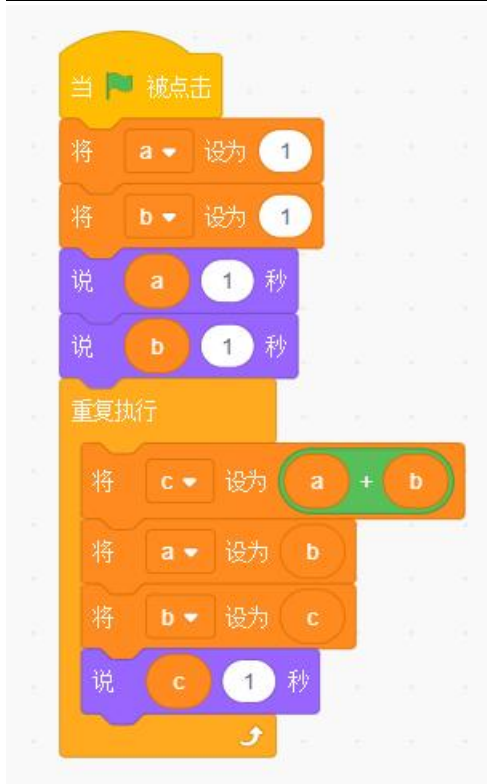 当 被点击
将 a 设为 1
将 b 设为 1
说 a 1 秒
说 b 1 秒
重复执行
将 c 设为 a + b
将 a 设为 b
将 b 设为 c
说 c 1 秒